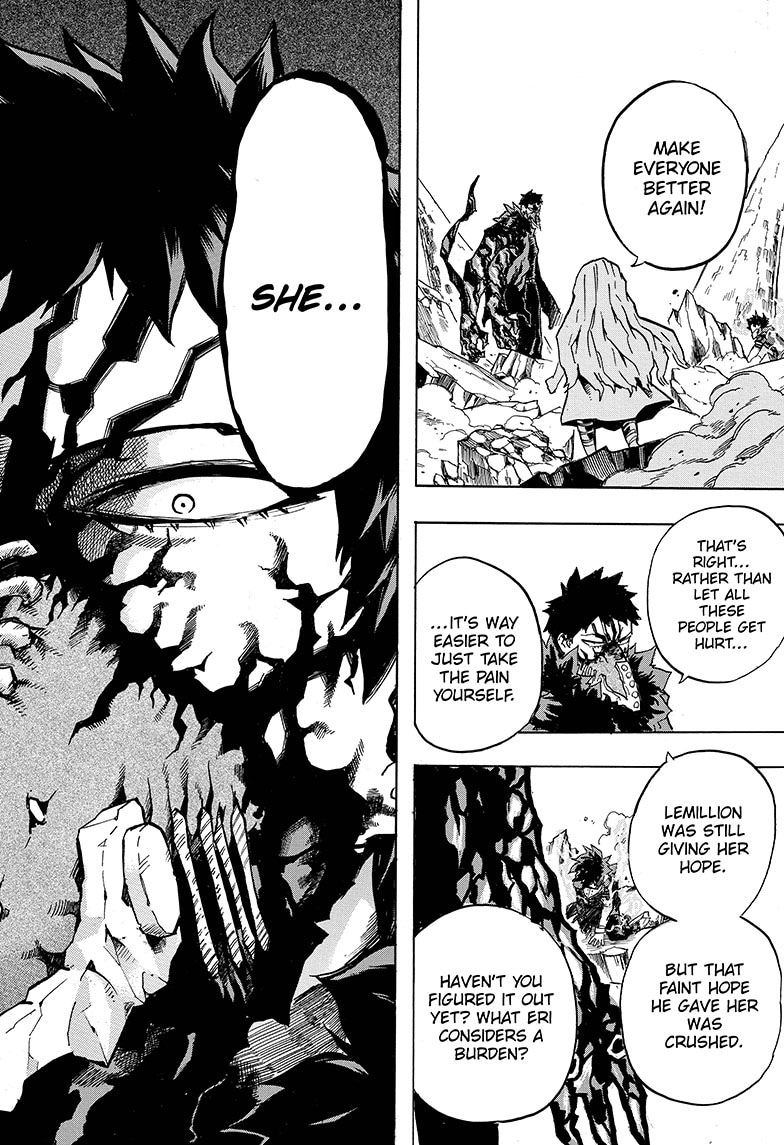 MAKE
EVERYONE
BETTER
AGAIN!
THAT'S
RIGHT...
RATHER THAN
LET ALL
THESE
PEOPLE GET
HURT...
...IT'S WAY
EASIER TO
JUST TAKE
THE PAIN
YOURSELF.
LEMILLION
WAS STILL
GIVING HER
HOPE.
BUT THAT
FAINT HOPE
HE GAVE HER
WAS
CRUSHED.
HAVEN'T YOU
FIGURED IT OUT
YET? WHAT ERI
CONSIDERS A
BURDEN?
SHE...